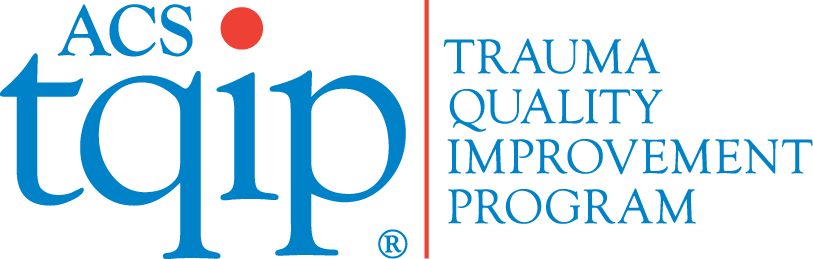 ACS
tqip®
TRAUMA
QUALITY
IMPROVEMENT
PROGRAM